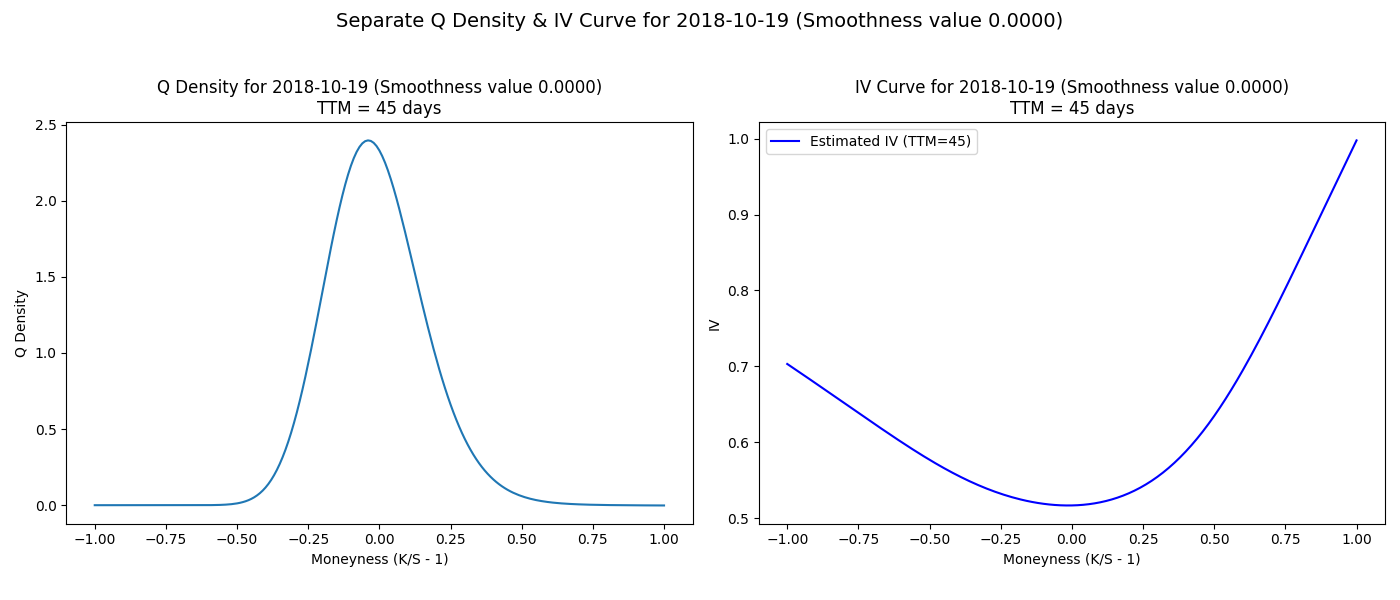 Separate Q Density & IV Curve for 2018-10-19 (Smoothness value 0.0000)
Q Density for 2018-10-19 (Smoothness value 0.0000)
TTM = 45 days
2.5
2.0
1.5
1.0
0.5
0.0
Q Density
−1.00 −0.75 −0.50 −0.25 0.00 0.25 0.50 0.75 1.00
Moneyness (K/S - 1)
IV Curve for 2018-10-19 (Smoothness value 0.0000)
TTM = 45 days
Estimated IV (TTM=45)
1.0
0.9
0.8
0.7
0.6
0.5
IV
−1.00 −0.75 −0.50 −0.25 0.00 0.25 0.50 0.75 1.00
Moneyness (K/S - 1)